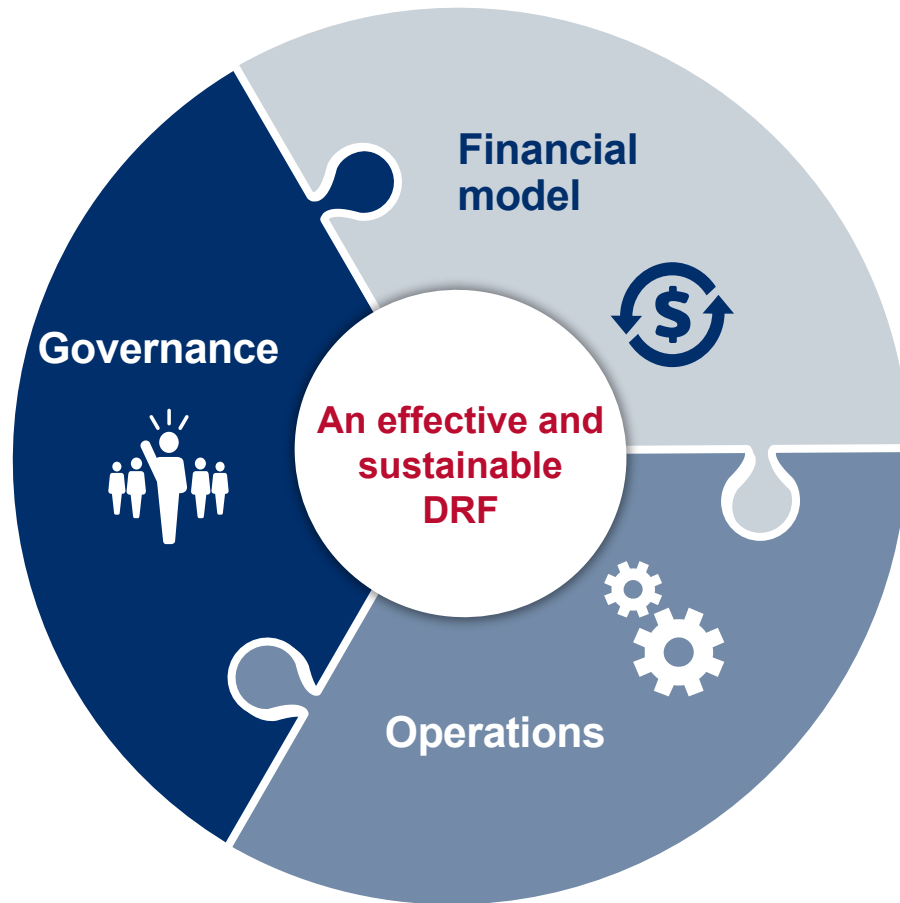 Financial
model
Governance
An effective and
sustainable
DRF
Operations